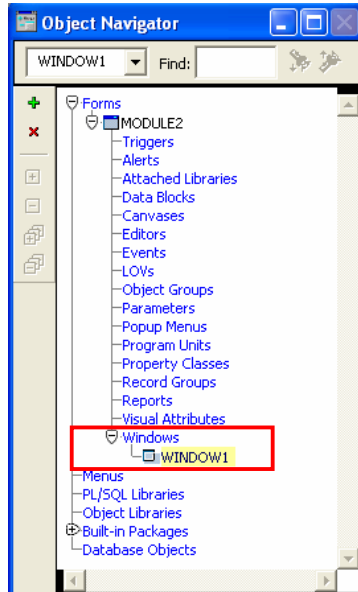 Object Navigator
WINDOW1 Find:
Forms
MODULE2
Triggers
Alerts
Attached Libraries
Data Blocks
Canvases
Editors
Events
LOVs
Object Groups
Parameters
Popup Menus
Program Units
Property Classes
Record Groups
Reports
Visual Attributes
Windows
WINDOW1
Menus
PL/SQL Libraries
Object Libraries
Built-in Packages
Database Objects